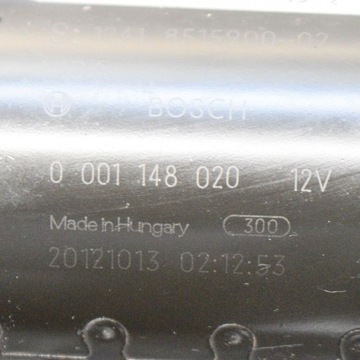 BOSCH
0 001 148 020 12V
Made in Hungary 300
20121013 02:12:53